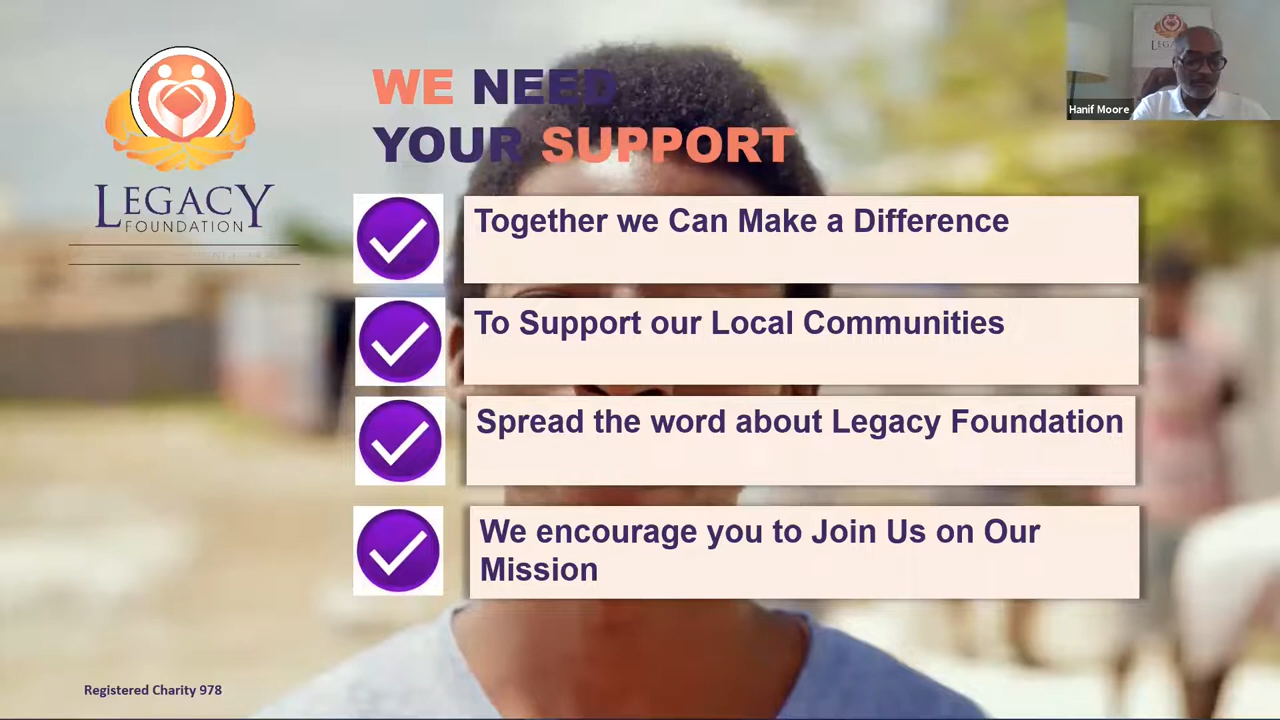 LEGACY
FOUNDATION
WE NEED
YOUR SUPPORT
Together we Can Make a Difference
To Support our Local Communities
Spread the word about Legacy Foundation
We encourage you to Join Us on Our
Mission
Registered Charity 978
Hanif Moore